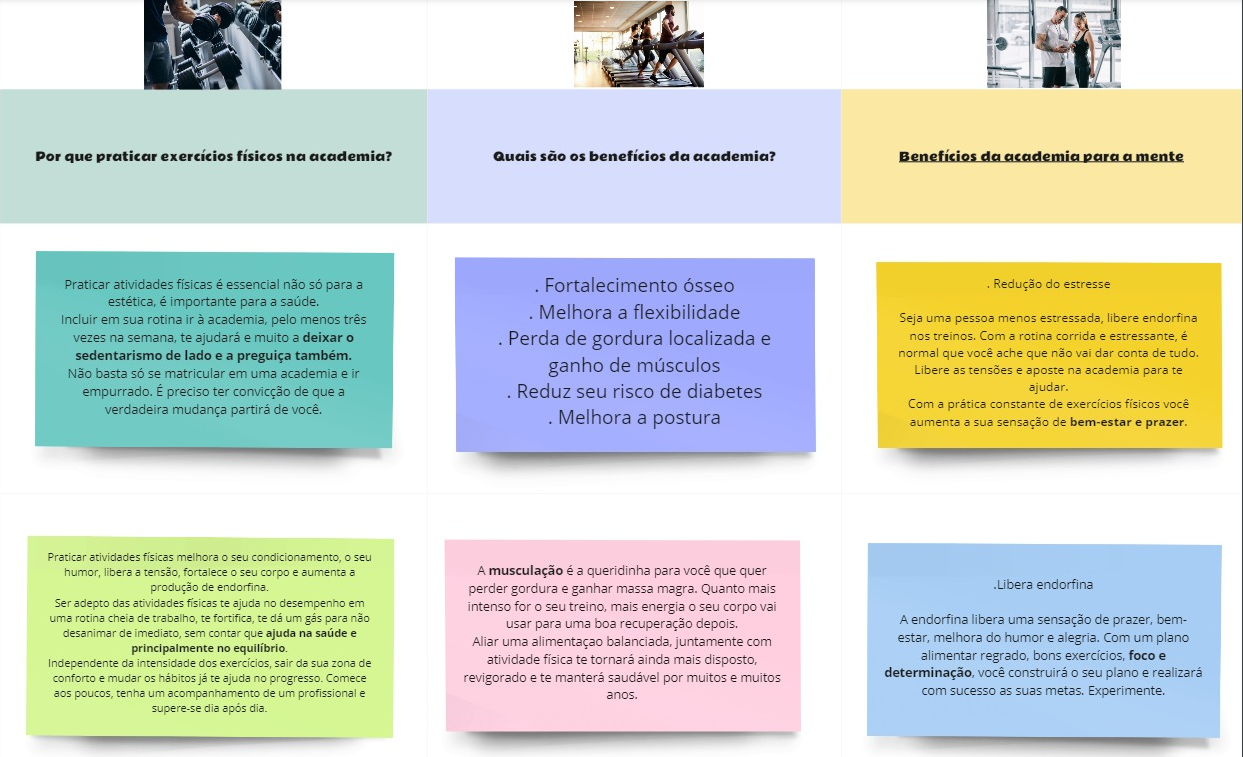 Por que praticar exercícios físicos na academia?
Quais são os benefícios da academia?
Benefícios da academia para a mente
Praticar atividades físicas é essencial não só para a
estética, é importante para a saúde.
Incluir em sua rotina ir à academia, pelo menos três
vezes na semana, te ajudará e muito a deixar o
sedentarismo de lado e a preguiça também.
Não basta só se matricular em uma academia e ir
empurrado. É preciso ter convicção de que a
verdadeira mudança partirá de você.
. Fortalecimento ósseo
. Melhora a flexibilidade
. Perda de gordura localizada e
ganho de músculos
. Reduz seu risco de diabetes
. Melhora a postura
. Redução do estresse
Seja uma pessoa menos estressada, libere endorfina
nos treinos. Com a rotina corrida e estressante, é
normal que você ache que não vai dar conta de tudo.
Libere as tensões e aposte na academia para te
ajudar.
Com a prática constante de exercícios físicos você
aumenta a sua sensação de bem-estar e prazer.
Praticar atividades físicas melhora o seu condicionamento, o seu
humor, libera a tensão, fortalece o seu corpo e aumenta a
produção de endorfina.
Ser adepto das atividades físicas te ajuda no desempenho em
uma rotina cheia de trabalho, te fortifica, te dá um gás para não
desanimar de imediato, sem contar que ajuda na saúde e
principalmente no equilíbrio.
Independente da intensidade dos exercícios, sair da sua zona de
conforto e mudar os hábitos já te ajuda no progresso. Comece
aos poucos, tenha um acompanhamento de um profissional e
supere-se dia após dia.
A musculação é a queridinha para você que quer
perder gordura e ganhar massa magra. Quanto mais
intenso for o seu treino, mais energia o seu corpo vai
usar para uma boa recuperação depois.
Aliar uma alimentaçao balanciada, juntamente com
atividade física te tornará ainda mais disposto,
revigorado e te manterá saudável por muitos e muitos
anos.
.Libera endorfina
A endorfina libera uma sensação de prazer, bem-
estar, melhora do humor e alegria. Com um plano
alimentar regrado, bons exercícios, foco e
determinação, você construirá o seu plano e realizará
com sucesso as suas metas. Experimente.